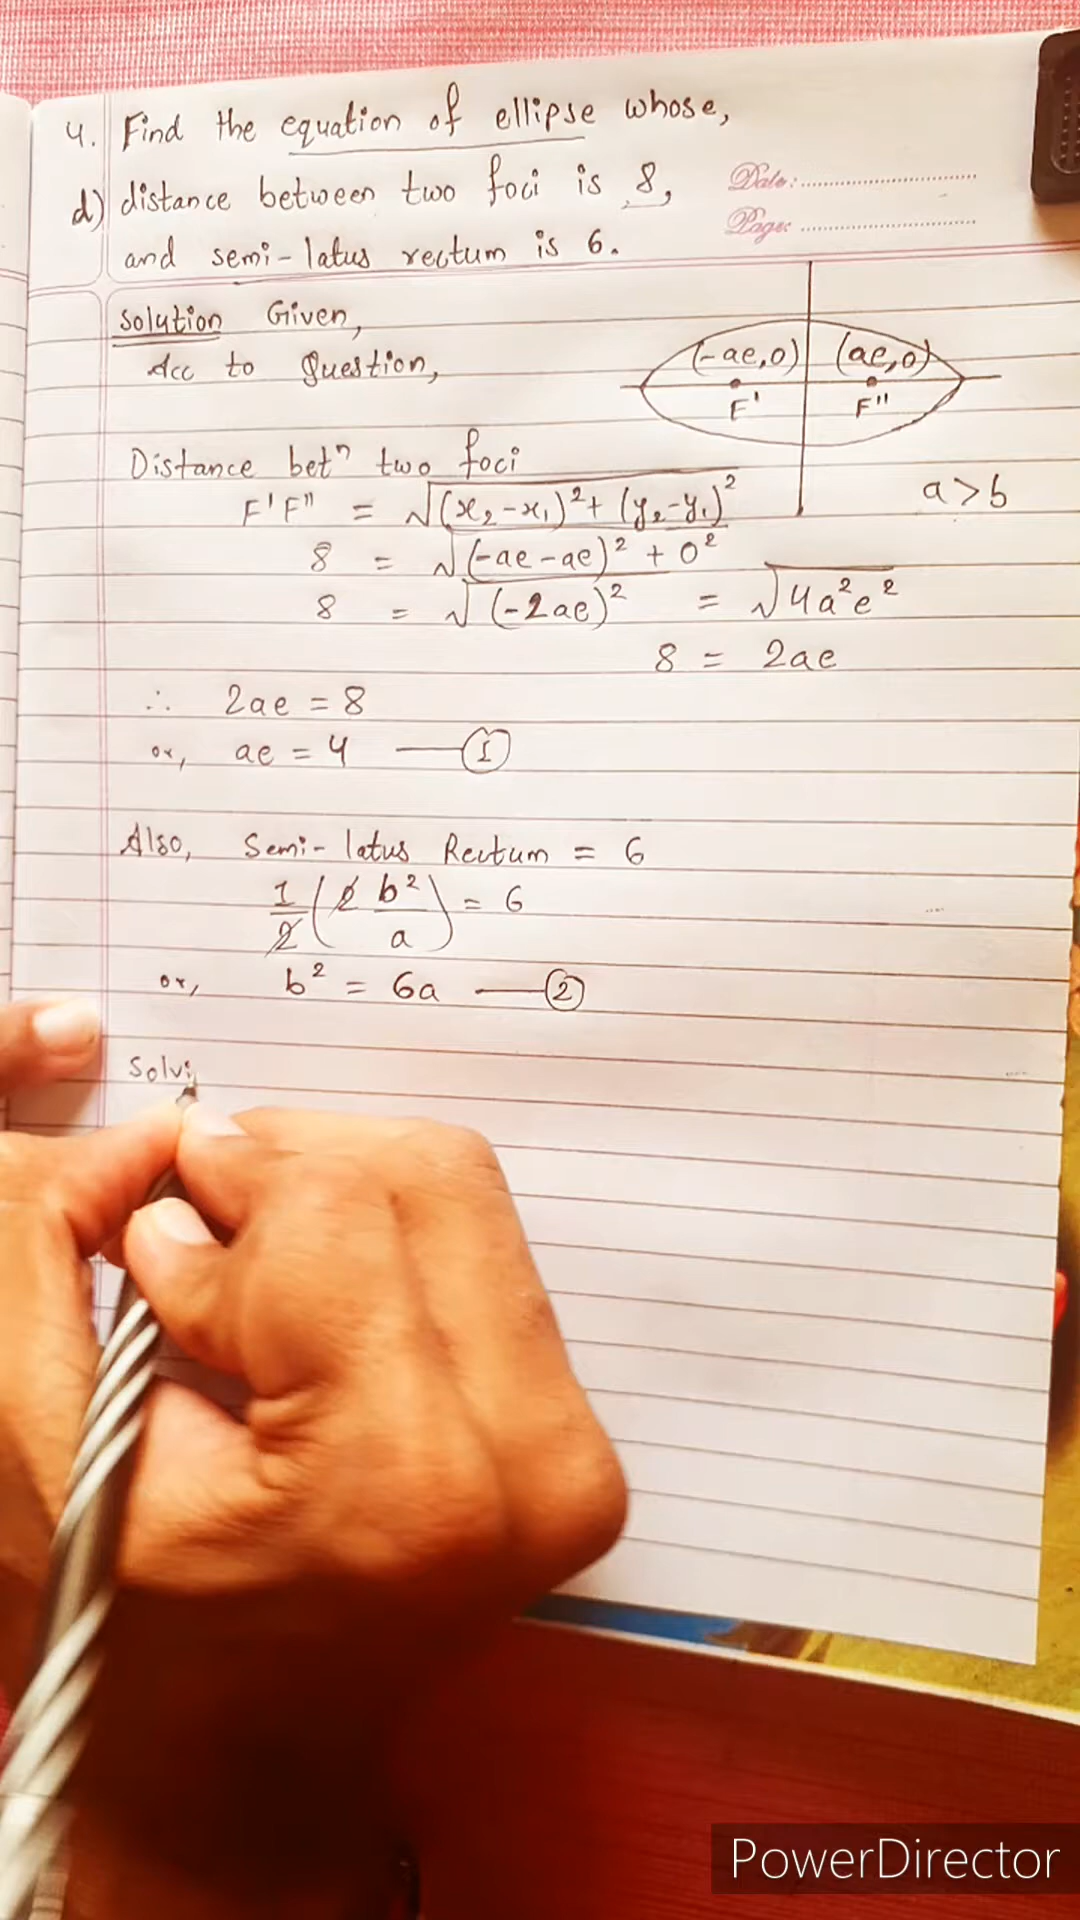 4. Find the equation of ellipse whose,
d) distance between two foci is 8,
and semi-latus rectum is 6.
Date:
Page:
Solution Given,
Acc to Question,
(-ae,0) (ae,0)
F' F"
a>b
Distance betⁿ two foci
F'F" = √(x₂-x₁)²+(y₂-y₁)²
8 = √(-ae-ae)² + 0²
8 = √(-2ae)² = √4a²e²
8 = 2ae
∴ 2ae = 8
or, ae = 4 —①
Also, Semi-latus Rectum = 6
1/2 (2 b²/a) = 6
or, b² = 6a —②
Solvi
PowerDirector